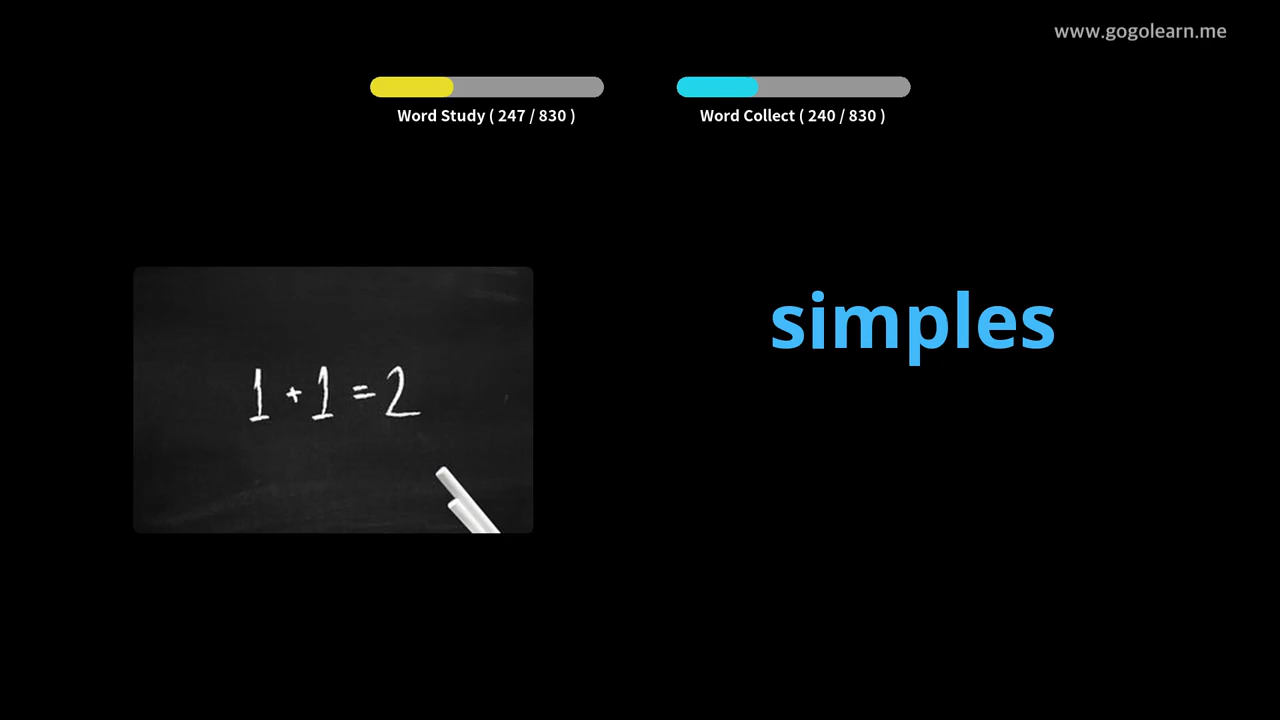 www.gogolearn.me
Word Study ( 247 / 830 )
Word Collect ( 240 / 830 )
simples
1 + 1 = 2